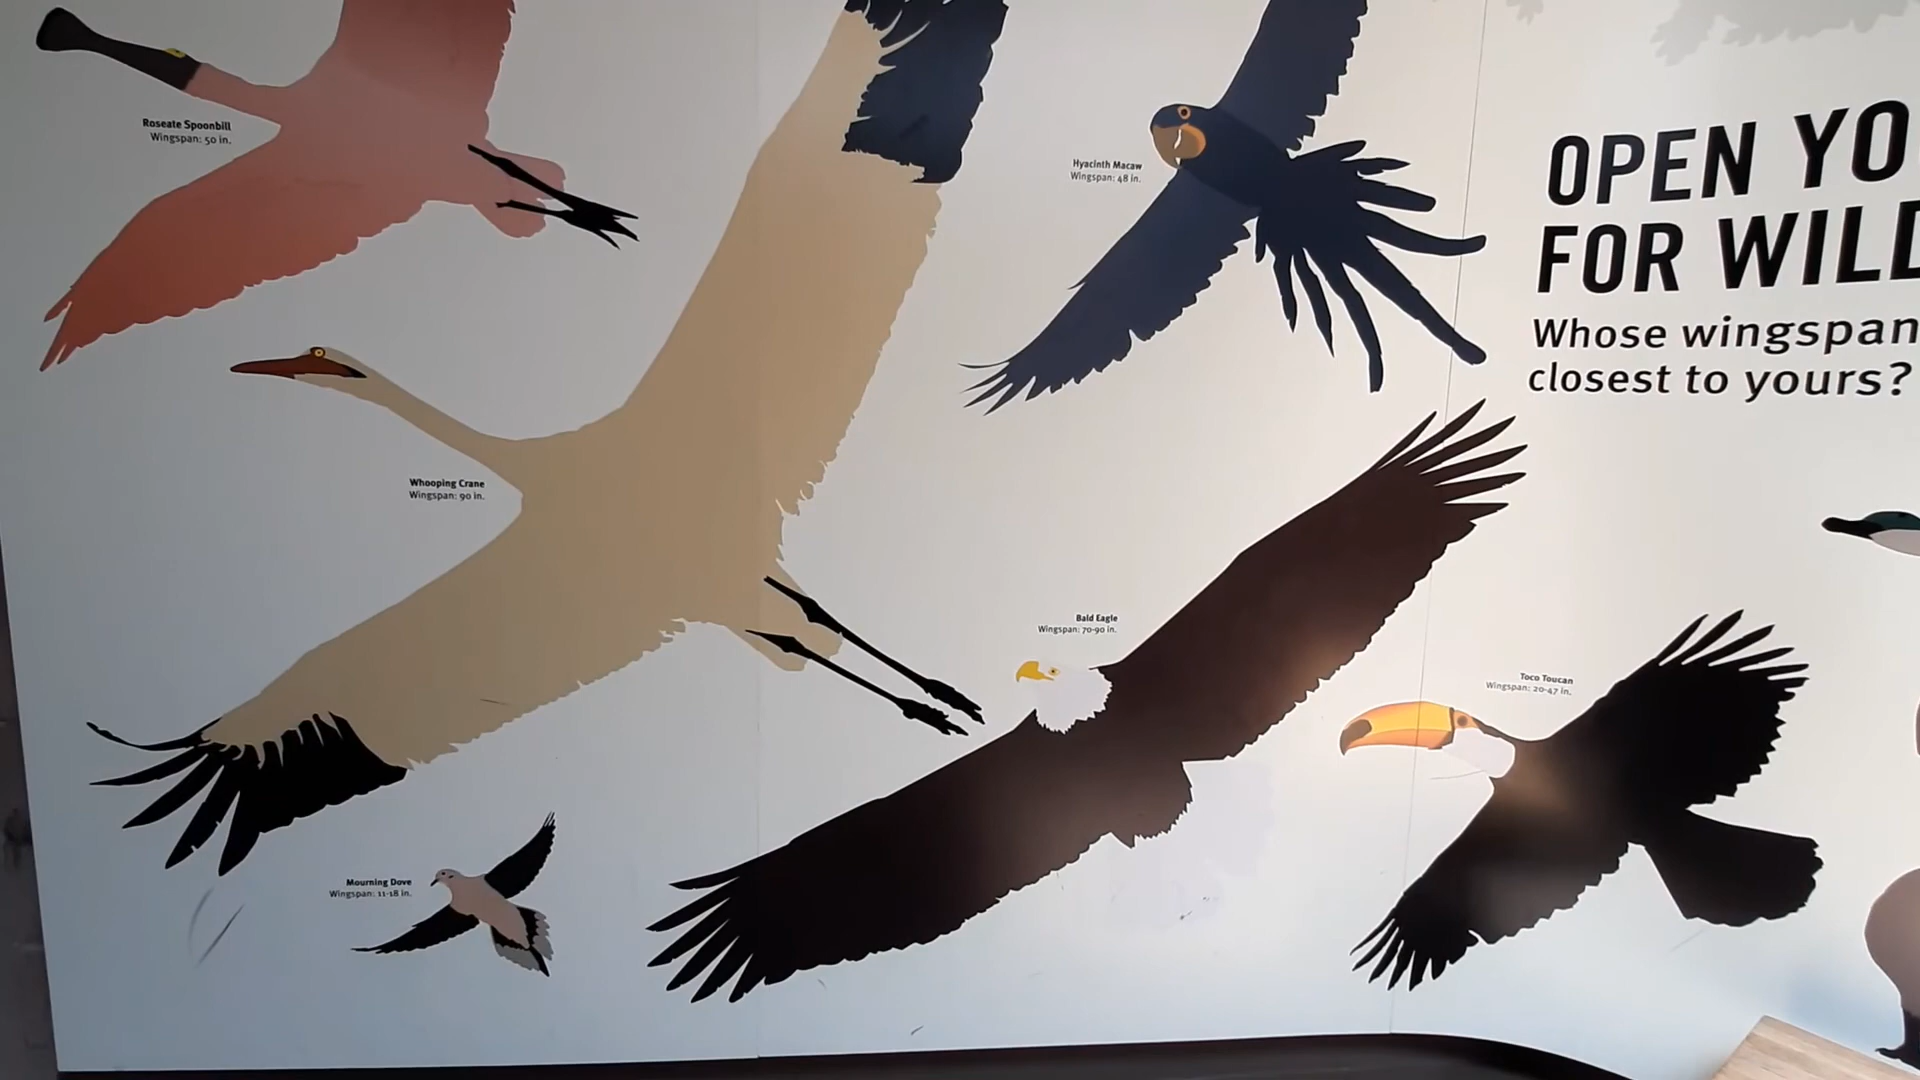 Roseate Spoonbill
Wingspan: 50 in.
Hyacinth Macaw
Wingspan: 48 in.
OPEN YO
FOR WILD
Whose wingspan
closest to yours?
Whooping Crane
Wingspan: 90 in.
Bald Eagle
Wingspan: 70-90 in.
Toco Toucan
Wingspan: 20-47 in.
Mourning Dove
Wingspan: 11-18 in.